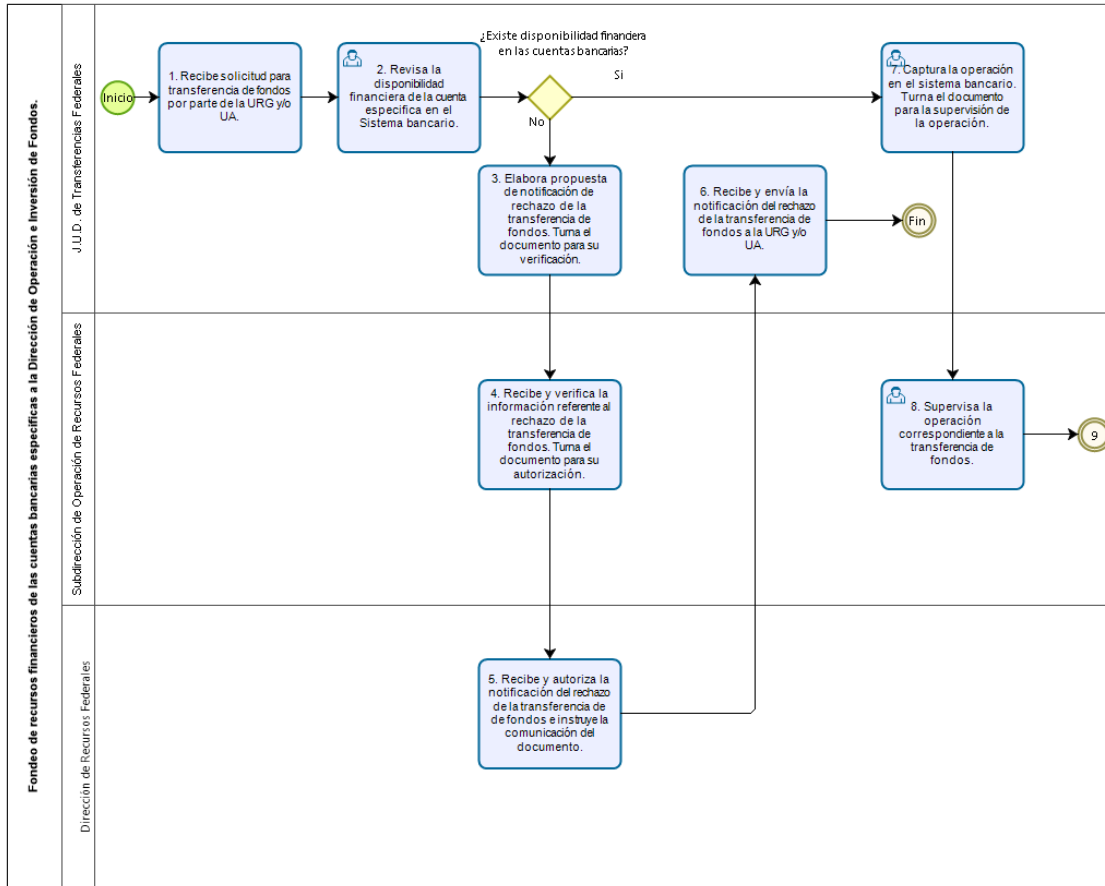 Fondeo de recursos financieros de las cuentas bancarias específicas a la Dirección de Operación e Inversión de Fondos.
J.U.D. de Transferencias Federales
Inicio
1. Recibe solicitud para
transferencia de fondos
por parte de la URG y/o
UA.
2. Revisa la
disponibilidad
financiera de la cuenta
especifica en el
Sistema bancario.
¿Existe disponibilidad financiera
en las cuentas bancarias?
Si
No
7. Captura la operación
en el sistema bancario.
Turna el documento
para la supervisión de
la operación.
3. Elabora propuesta
de notificación de
rechazo de la
transferencia de
fondos. Turna el
documento para su
verificación.
6. Recibe y envía la
notificación del rechazo
de la transferencia de
fondos a la URG y/o
UA.
Fin
Subdirección de Operación de Recursos Federales
4. Recibe y verifica la
información referente al
rechazo de la
transferencia de
fondos. Turna el
documento para su
autorización.
8. Supervisa la
operación
correspondiente a la
transferencia de
fondos.
9
Dirección de Recursos Federales
5. Recibe y autoriza la
notificación del rechazo
de la transferencia de
de fondos e instruye la
comunicación del
documento.